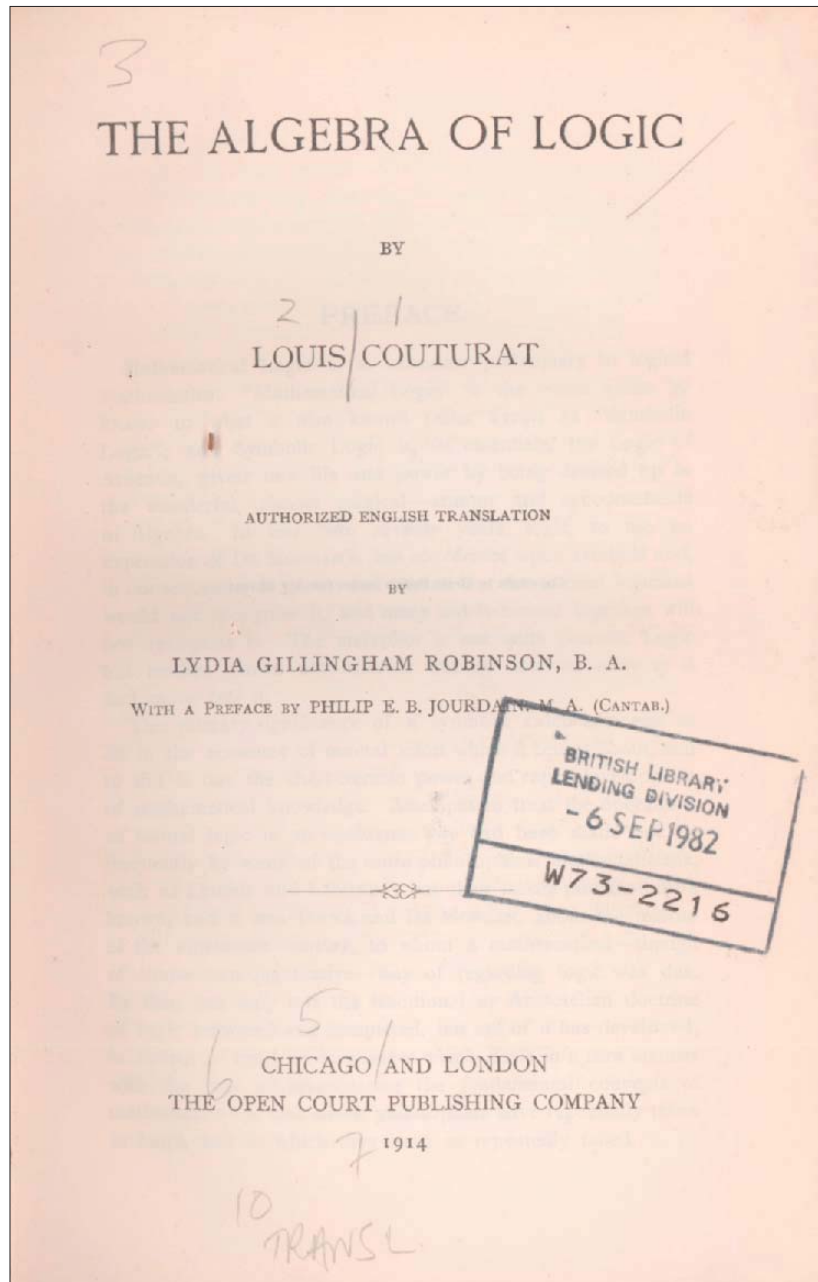 3
THE ALGEBRA OF LOGIC
BY
2 1
LOUIS COUTURAT
AUTHORIZED ENGLISH TRANSLATION
BY
LYDIA GILLINGHAM ROBINSON, B. A.
WITH A PREFACE BY PHILIP E. B. JOURDAIN, M. A. (CANTAB.)
BRITISH LIBRARY
LENDING DIVISION
-6 SEP 1982
W73-2216
5
6
CHICAGO AND LONDON
THE OPEN COURT PUBLISHING COMPANY
7 1914
10
TRANSL